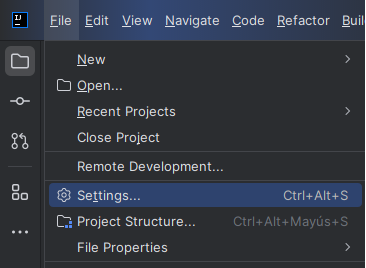 IJ
File Edit View Navigate Code Refactor Buil
New
Open...
Recent Projects
Close Project
Remote Development...
Settings... Ctrl+Alt+S
Project Structure... Ctrl+Alt+Mayús+S
File Properties